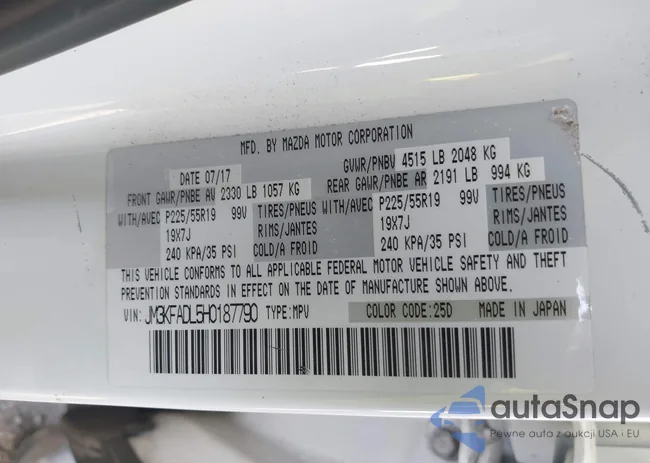 MFD. BY MAZDA MOTOR CORPORATION
DATE 07/17 GVWR/PNBV 4515 LB 2048 KG
FRONT GAWR/PNBE AV 2330 LB 1057 KG REAR GAWR/PNBE AR 2191 LB 994 KG
WITH/AVEC P225/55R19 99V TIRES/PNEUS WITH/AVEC P225/55R19 99V TIRES/PNEUS
19X7J RIMS/JANTES 19X7J RIMS/JANTES
240 KPA/35 PSI COLD/A FROID 240 KPA/35 PSI COLD/A FROID
THIS VEHICLE CONFORMS TO ALL APPLICABLE FEDERAL MOTOR VEHICLE SAFETY AND THEFT
PREVENTION STANDARDS IN EFFECT ON THE DATE OF MANUFACTURE SHOWN ABOVE.
VIN: JM3KFADL5H0187790 TYPE:MPV COLOR CODE:25D MADE IN JAPAN
autoSnap
Pewne auta z aukcji USA i EU